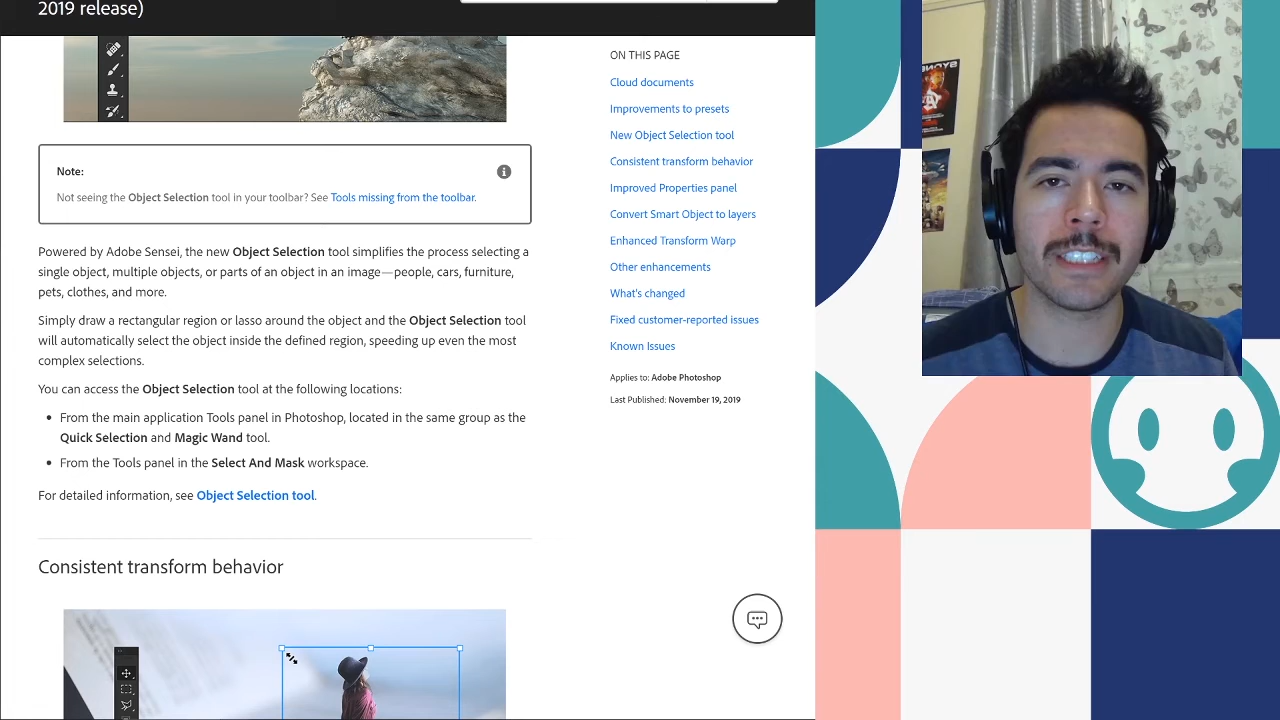 2019 release)
Note:
Not seeing the Object Selection tool in your toolbar? See Tools missing from the toolbar.
Powered by Adobe Sensei, the new Object Selection tool simplifies the process selecting a
single object, multiple objects, or parts of an object in an image—people, cars, furniture,
pets, clothes, and more.
Simply draw a rectangular region or lasso around the object and the Object Selection tool
will automatically select the object inside the defined region, speeding up even the most
complex selections.
You can access the Object Selection tool at the following locations:
• From the main application Tools panel in Photoshop, located in the same group as the
Quick Selection and Magic Wand tool.
• From the Tools panel in the Select And Mask workspace.
For detailed information, see Object Selection tool.
Consistent transform behavior
ON THIS PAGE
Cloud documents
Improvements to presets
New Object Selection tool
Consistent transform behavior
Improved Properties panel
Convert Smart Object to layers
Enhanced Transform Warp
Other enhancements
What's changed
Fixed customer-reported issues
Known Issues
Applies to: Adobe Photoshop
Last Published: November 19, 2019